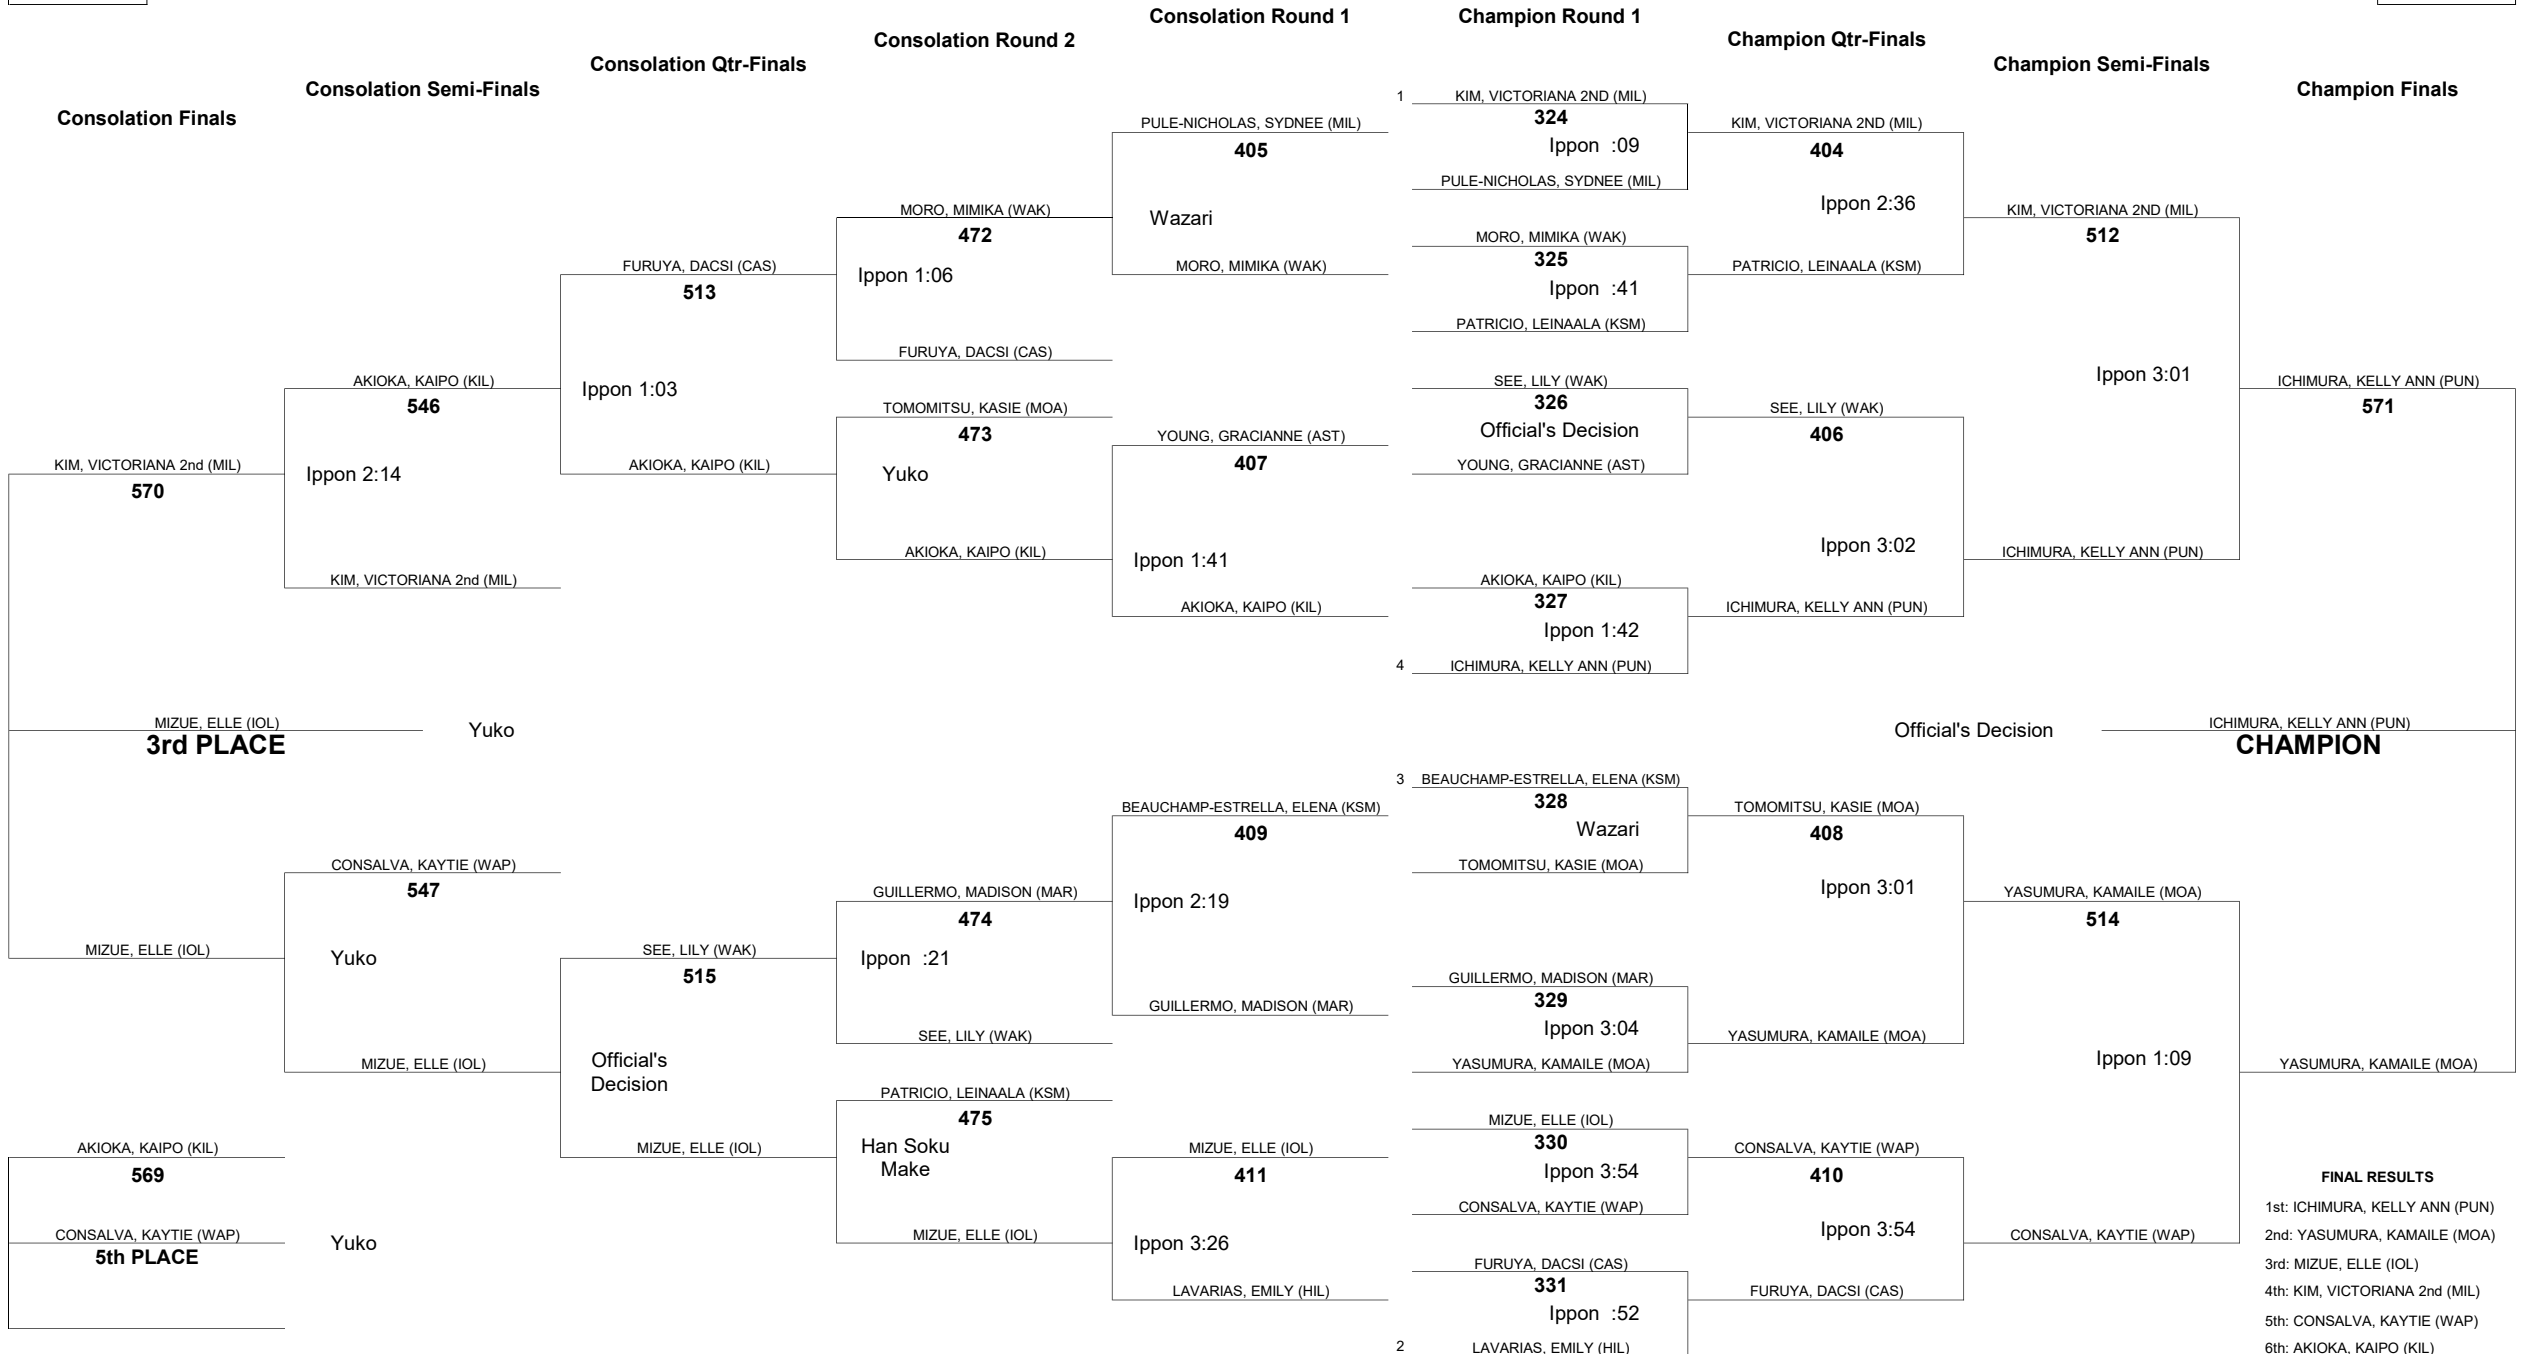 Consolation Round 1
Champion Round 1
Consolation Round 2
Champion Qtr-Finals
Consolation Qtr-Finals
Champion Semi-Finals
Consolation Semi-Finals
Champion Finals
Consolation Finals
1 KIM, VICTORIANA 2ND (MIL)
324
Ippon :09
PULE-NICHOLAS, SYDNEE (MIL)
MORO, MIMIKA (WAK)
325
Ippon :41
PATRICIO, LEINAALA (KSM)
SEE, LILY (WAK)
326
Official's Decision
YOUNG, GRACIANNE (AST)
AKIOKA, KAIPO (KIL)
327
Ippon 1:42
4 ICHIMURA, KELLY ANN (PUN)
3 BEAUCHAMP-ESTRELLA, ELENA (KSM)
328
Wazari
TOMOMITSU, KASIE (MOA)
GUILLERMO, MADISON (MAR)
329
Ippon 3:04
YASUMURA, KAMAILE (MOA)
MIZUE, ELLE (IOL)
330
Ippon 3:54
CONSALVA, KAYTIE (WAP)
FURUYA, DACSI (CAS)
331
Ippon :52
2 LAVARIAS, EMILY (HIL)
KIM, VICTORIANA 2ND (MIL)
404
Ippon 2:36
PATRICIO, LEINAALA (KSM)
SEE, LILY (WAK)
406
Ippon 3:02
ICHIMURA, KELLY ANN (PUN)
TOMOMITSU, KASIE (MOA)
408
Ippon 3:01
YASUMURA, KAMAILE (MOA)
CONSALVA, KAYTIE (WAP)
410
Ippon 3:54
FURUYA, DACSI (CAS)
KIM, VICTORIANA 2ND (MIL)
512
Ippon 3:01
ICHIMURA, KELLY ANN (PUN)
YASUMURA, KAMAILE (MOA)
514
Ippon 1:09
CONSALVA, KAYTIE (WAP)
ICHIMURA, KELLY ANN (PUN)
571
Official's Decision
ICHIMURA, KELLY ANN (PUN)
CHAMPION
YASUMURA, KAMAILE (MOA)
PULE-NICHOLAS, SYDNEE (MIL)
405
Wazari
MORO, MIMIKA (WAK)
YOUNG, GRACIANNE (AST)
407
Ippon 1:41
AKIOKA, KAIPO (KIL)
BEAUCHAMP-ESTRELLA, ELENA (KSM)
409
Ippon 2:19
GUILLERMO, MADISON (MAR)
MIZUE, ELLE (IOL)
411
Ippon 3:26
LAVARIAS, EMILY (HIL)
MORO, MIMIKA (WAK)
472
Ippon 1:06
FURUYA, DACSI (CAS)
TOMOMITSU, KASIE (MOA)
473
Yuko
AKIOKA, KAIPO (KIL)
GUILLERMO, MADISON (MAR)
474
Ippon :21
SEE, LILY (WAK)
PATRICIO, LEINAALA (KSM)
475
Han Soku
Make
MIZUE, ELLE (IOL)
FURUYA, DACSI (CAS)
513
Ippon 1:03
AKIOKA, KAIPO (KIL)
SEE, LILY (WAK)
515
Official's
Decision
MIZUE, ELLE (IOL)
AKIOKA, KAIPO (KIL)
546
Ippon 2:14
KIM, VICTORIANA 2nd (MIL)
CONSALVA, KAYTIE (WAP)
547
Yuko
MIZUE, ELLE (IOL)
KIM, VICTORIANA 2nd (MIL)
570
MIZUE, ELLE (IOL)
3rd PLACE
Yuko
MIZUE, ELLE (IOL)
AKIOKA, KAIPO (KIL)
569
CONSALVA, KAYTIE (WAP)
5th PLACE
Yuko
FINAL RESULTS
1st: ICHIMURA, KELLY ANN (PUN)
2nd: YASUMURA, KAMAILE (MOA)
3rd: MIZUE, ELLE (IOL)
4th: KIM, VICTORIANA 2nd (MIL)
5th: CONSALVA, KAYTIE (WAP)
6th: AKIOKA, KAIPO (KIL)